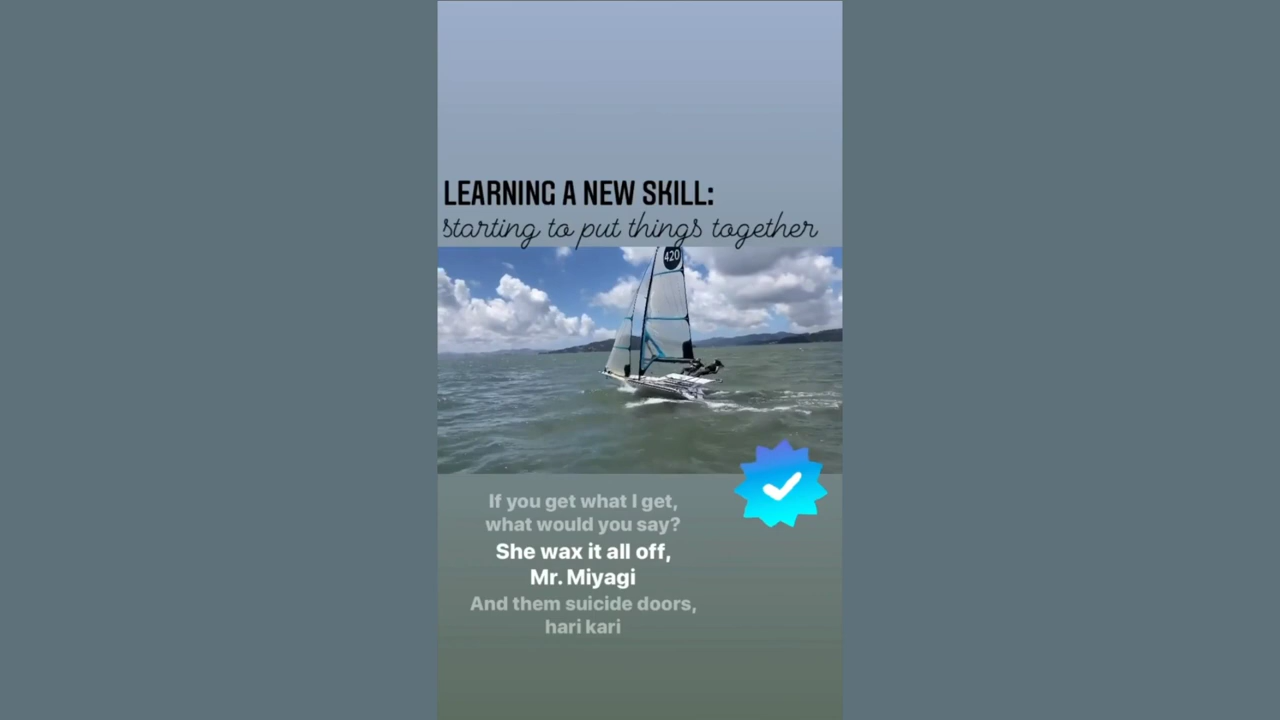 LEARNING A NEW SKILL:
starting to put things together
420
If you get what I get,
what would you say?
She wax it all off,
Mr. Miyagi
And them suicide doors,
hari kari